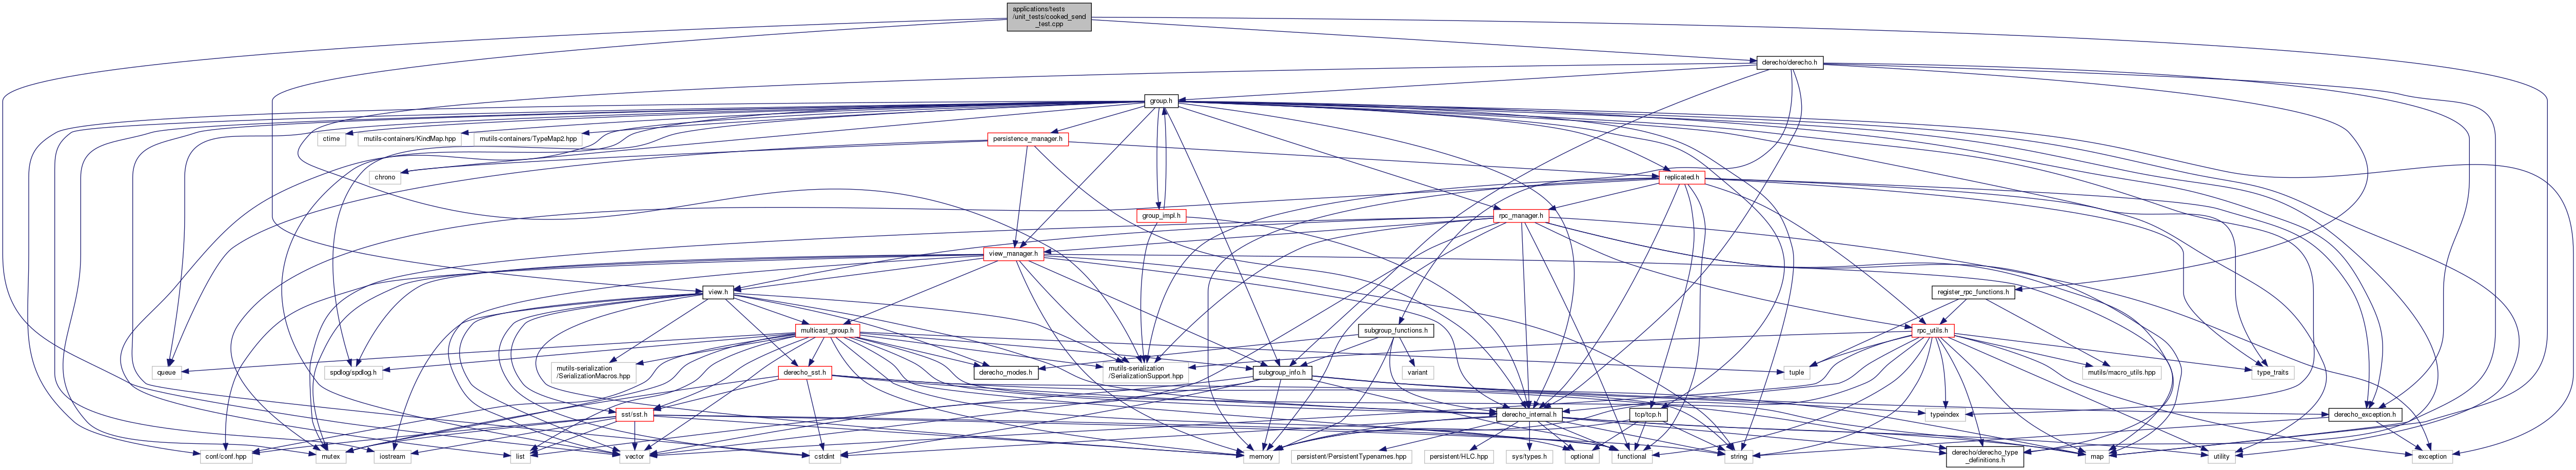 applications/tests
/unit_tests/cooked_send
_test.cpp
derecho/derecho.h
group.h
ctime
mutils-containers/KindMap.hpp
mutils-containers/TypeMap2.hpp
persistence_manager.h
chrono
replicated.h
group_impl.h
rpc_manager.h
view_manager.h
view.h
register_rpc_functions.h
multicast_group.h
subgroup_functions.h
rpc_utils.h
queue
spdlog/spdlog.h
mutils-serialization
/SerializationMacros.hpp
derecho_sst.h
derecho_modes.h
mutils-serialization
/SerializationSupport.hpp
subgroup_info.h
variant
tuple
mutils/macro_utils.hpp
type_traits
sst/sst.h
derecho_internal.h
tcp/tcp.h
typeindex
derecho_exception.h
conf/conf.hpp
mutex
iostream
list
vector
cstdint
memory
persistent/PersistentTypenames.hpp
persistent/HLC.hpp
sys/types.h
optional
functional
string
derecho/derecho_type
_definitions.h
map
utility
exception